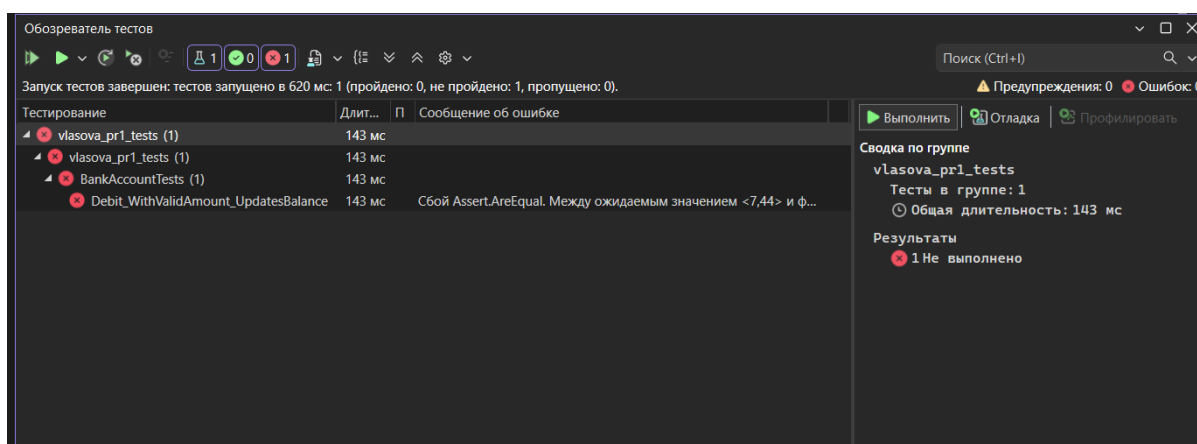 Обозреватель тестов
1 0 1 Поиск (Ctrl+I)
Запуск тестов завершен: тестов запущено в 620 мс: 1 (пройдено: 0, не пройдено: 1, пропущено: 0). Предупреждения: 0 Ошибок:
Тестирование Длит... П Сообщение об ошибке
vlasova_pr1_tests (1) 143 мс
vlasova_pr1_tests (1) 143 мс
BankAccountTests (1) 143 мс
Debit_WithValidAmount_UpdatesBalance 143 мс Сбой Assert.AreEqual. Между ожидаемым значением <7,44> и ф...
Выполнить Отладка Профилировать
Сводка по группе
vlasova_pr1_tests
Тесты в группе: 1
Общая длительность: 143 мс
Результаты
1 Не выполнено